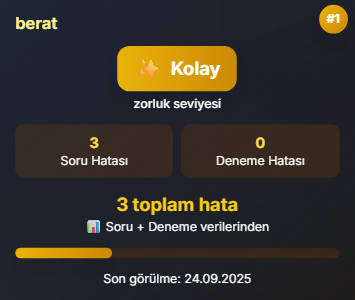 berat
#1
✨ Kolay
zorluk seviyesi
3
Soru Hatası
0
Deneme Hatası
3 toplam hata
📊 Soru + Deneme verilerinden
Son görülme: 24.09.2025